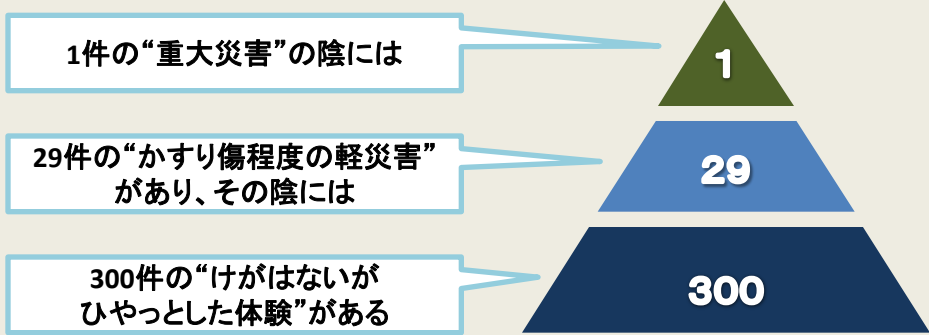 1件の“重大災害”の陰には
1
29件の“かすり傷程度の軽災害”
があり、その陰には
29
300件の“けがはないが
ひやっとした体験”がある
300